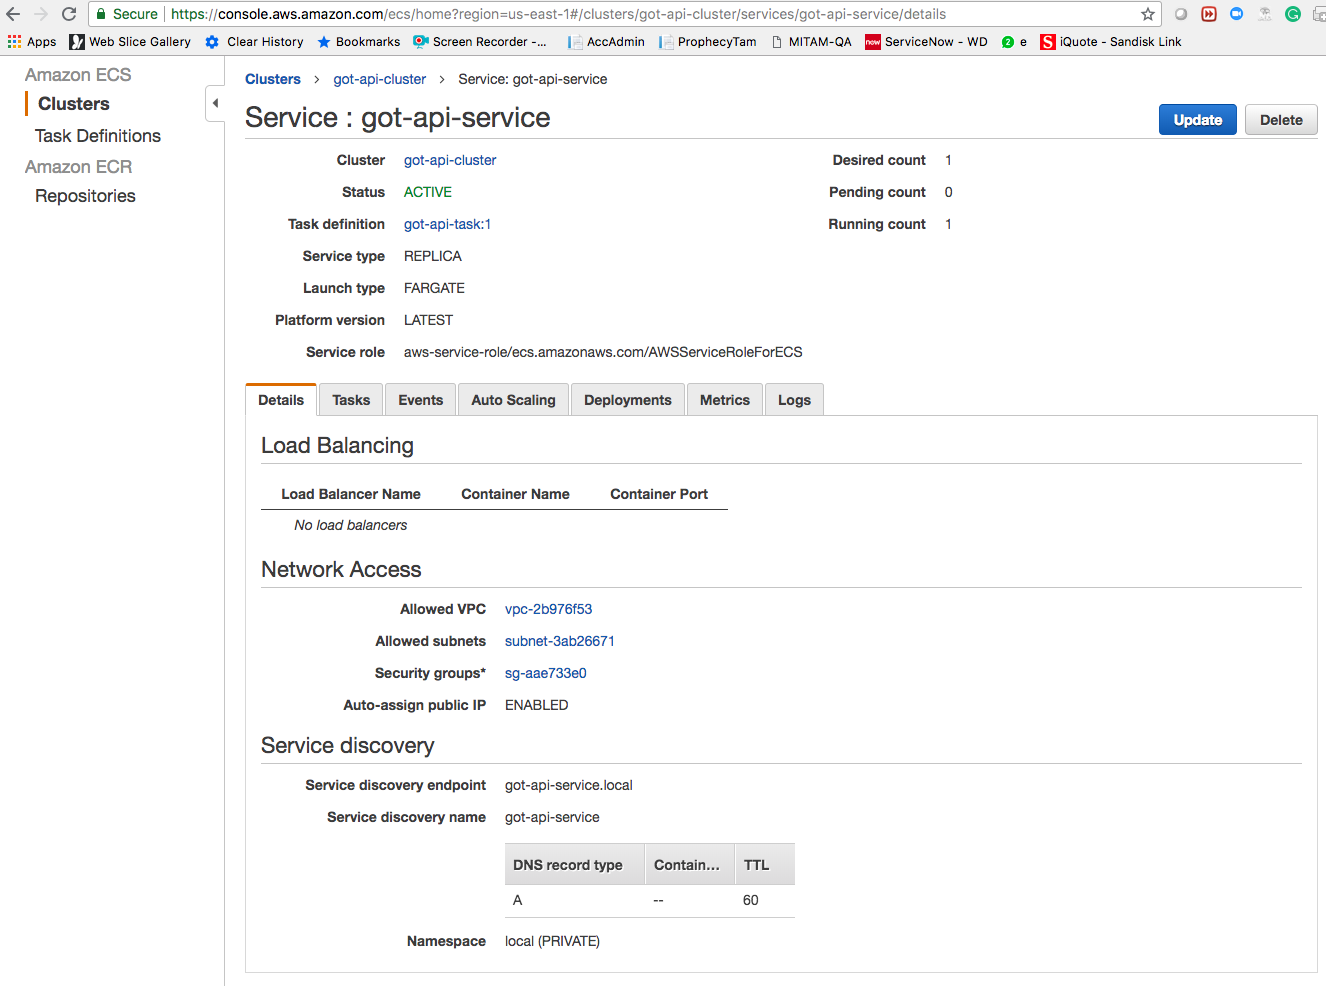 Secure https://console.aws.amazon.com/ecs/home?region=us-east-1#/clusters/got-api-cluster/services/got-api-service/details
Apps Web Slice Gallery Clear History Bookmarks Screen Recorder -... AccAdmin ProphecyTam MITAM-QA now ServiceNow - WD 2 e S iQuote - Sandisk Link
Amazon ECS
Clusters
Task Definitions
Amazon ECR
Repositories
Clusters > got-api-cluster > Service: got-api-service
Service : got-api-service
Update Delete
Cluster got-api-cluster Desired count 1
Status ACTIVE Pending count 0
Task definition got-api-task:1 Running count 1
Service type REPLICA
Launch type FARGATE
Platform version LATEST
Service role aws-service-role/ecs.amazonaws.com/AWSServiceRoleForECS
Details Tasks Events Auto Scaling Deployments Metrics Logs
Load Balancing
Load Balancer Name Container Name Container Port
No load balancers
Network Access
Allowed VPC vpc-2b976f53
Allowed subnets subnet-3ab26671
Security groups* sg-aae733e0
Auto-assign public IP ENABLED
Service discovery
Service discovery endpoint got-api-service.local
Service discovery name got-api-service
DNS record type Contain... TTL
A -- 60
Namespace local (PRIVATE)